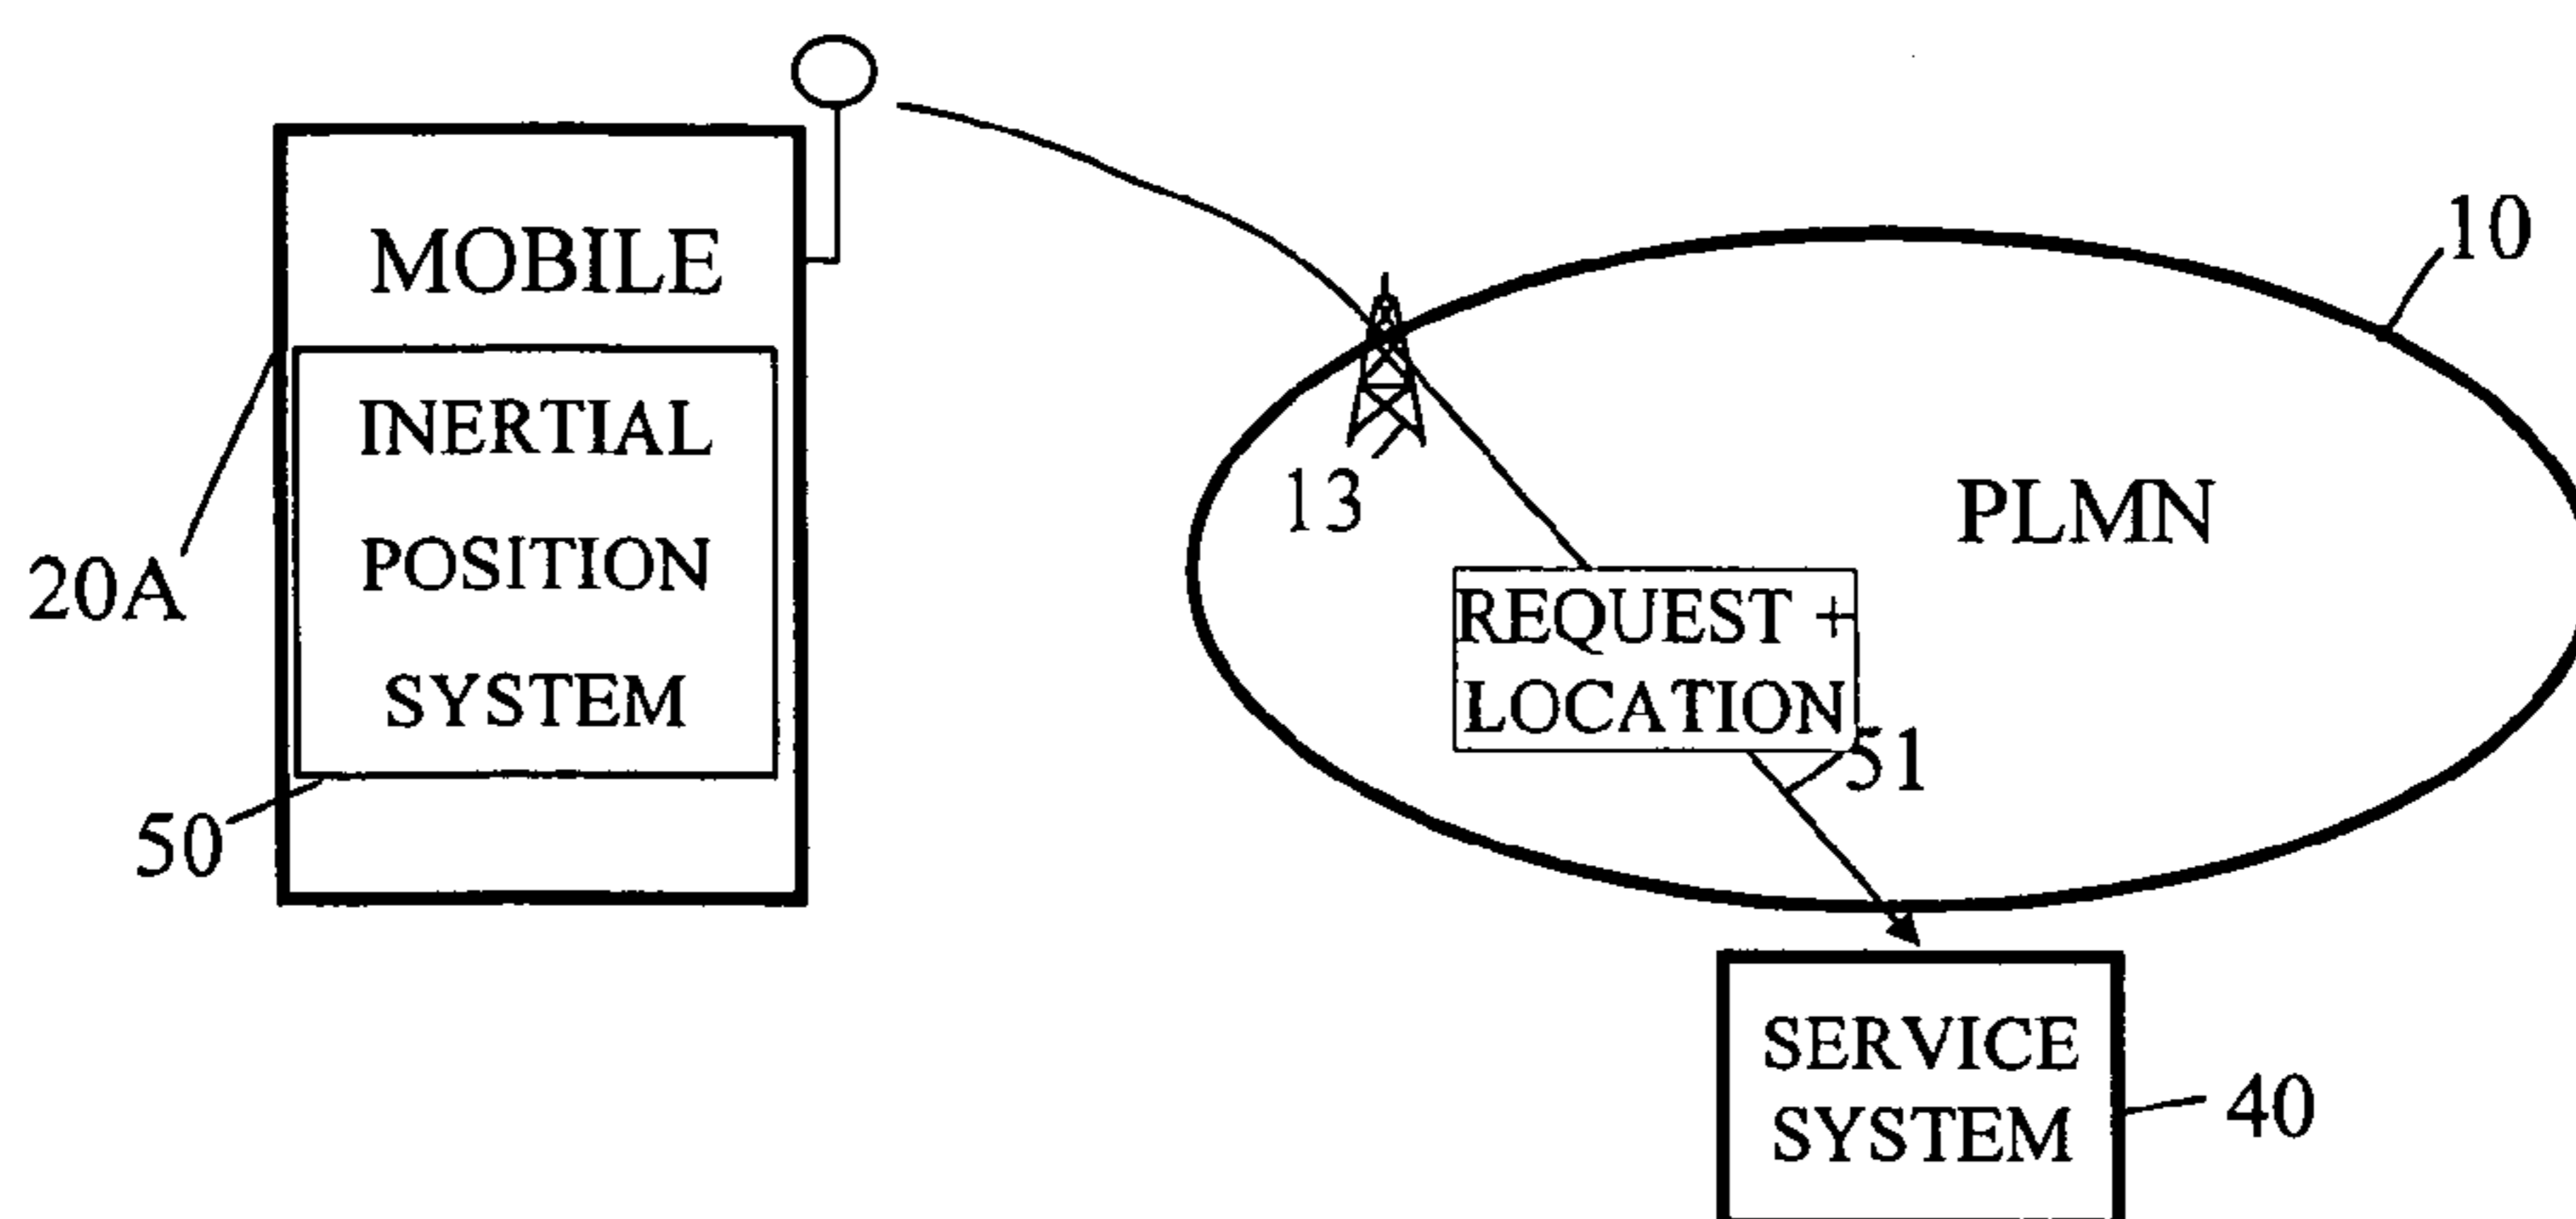 MOBILE
INERTIAL
POSITION
SYSTEM
20A
50
10
13
PLMN
REQUEST +
LOCATION
51
SERVICE
SYSTEM
40